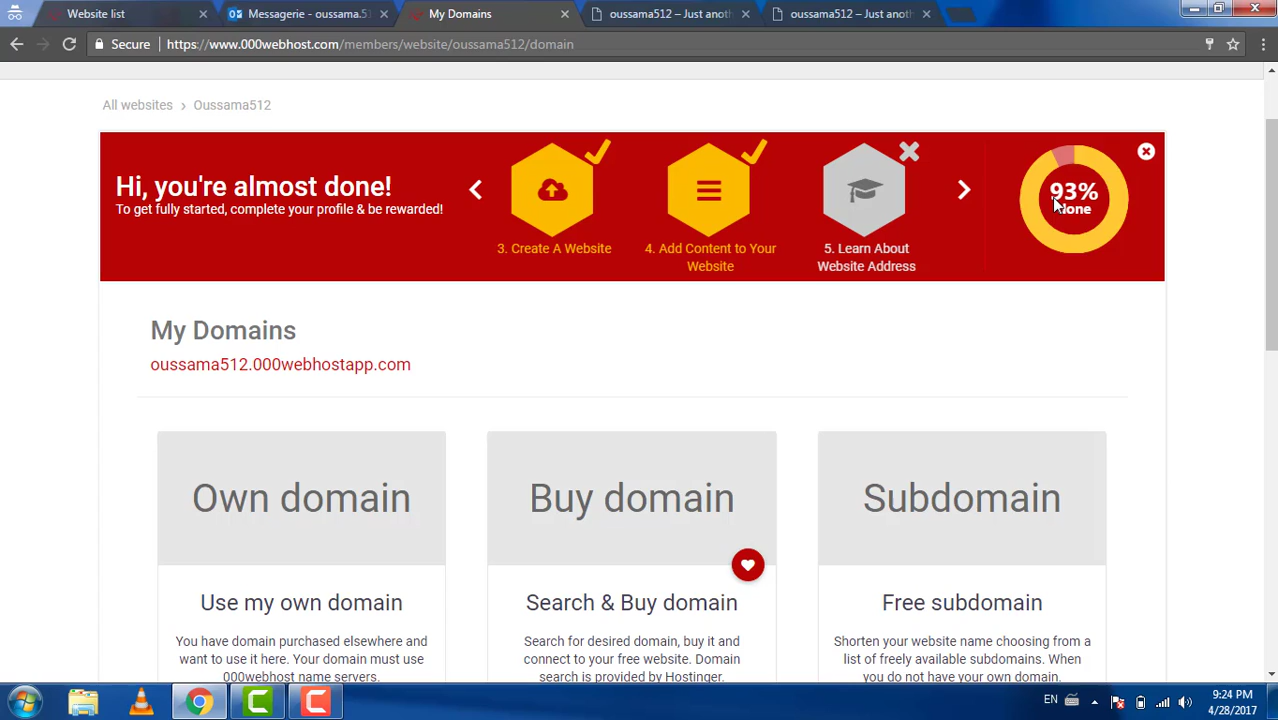 Website list
Messagerie - oussama.5
My Domains
oussama512 – Just anot
oussama512 – Just anot
Secure
https://www.000webhost.com/members/website/oussama512/domain
All websites › Oussama512
Hi, you're almost done!
To get fully started, complete your profile & be rewarded!
3. Create A Website
4. Add Content to Your
Website
5. Learn About
Website Address
93%
done
My Domains
oussama512.000webhostapp.com
Own domain
Use my own domain
You have domain purchased elsewhere and
want to use it here. Your domain must use
000webhost name servers.
Buy domain
Search & Buy domain
Search for desired domain, buy it and
connect to your free website. Domain
search is provided by Hostinger.
Subdomain
Free subdomain
Shorten your website name choosing from a
list of freely available subdomains. When
you do not have your own domain.
EN
9:24 PM
4/28/2017